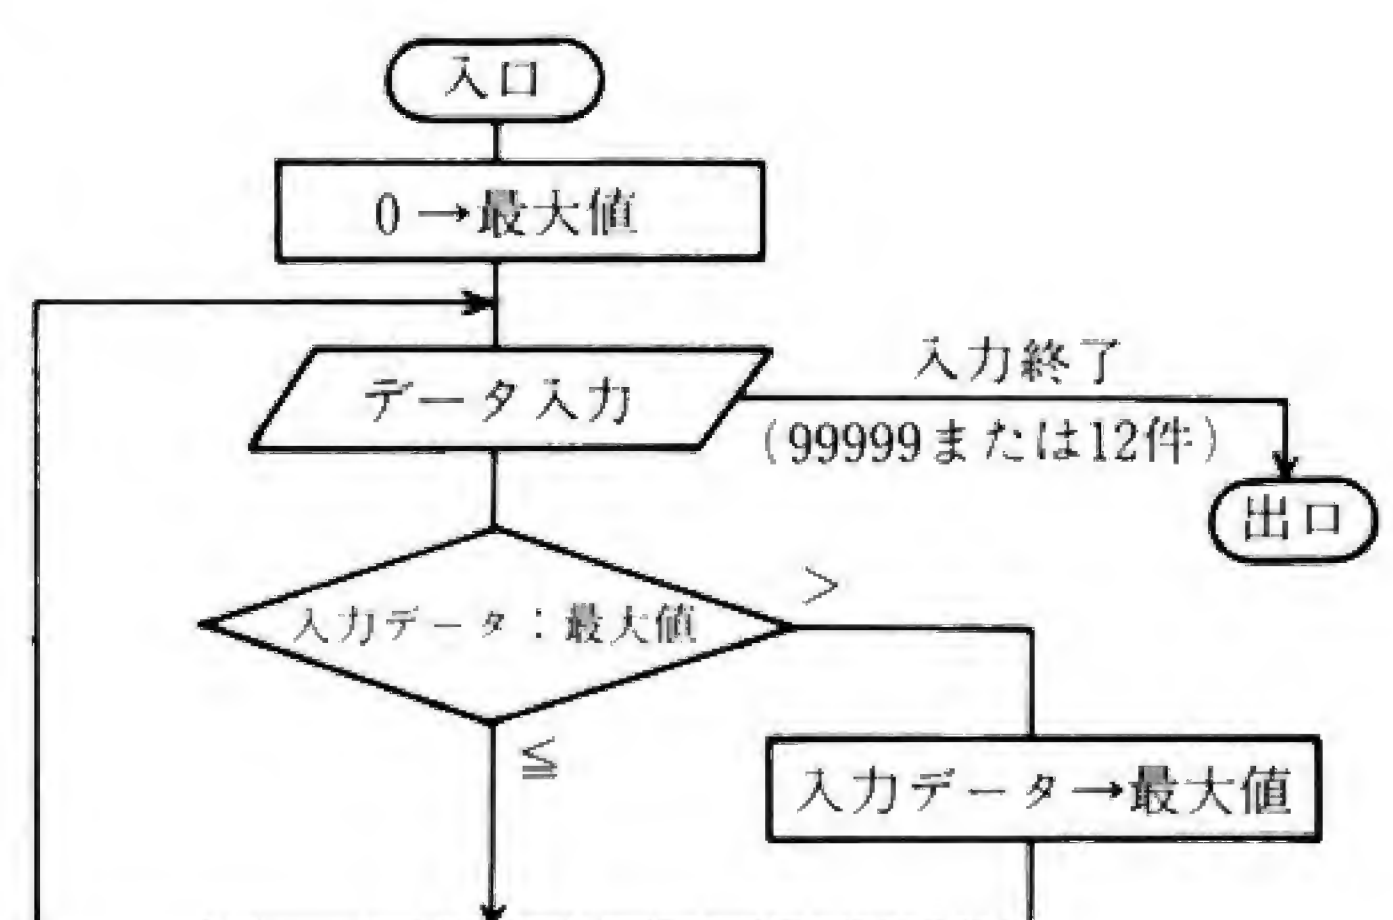 入口
0→最大値
データ入力
入力終了
(99999または12件)
出口
入力データ:最大値
>
≦
入力データ→最大値